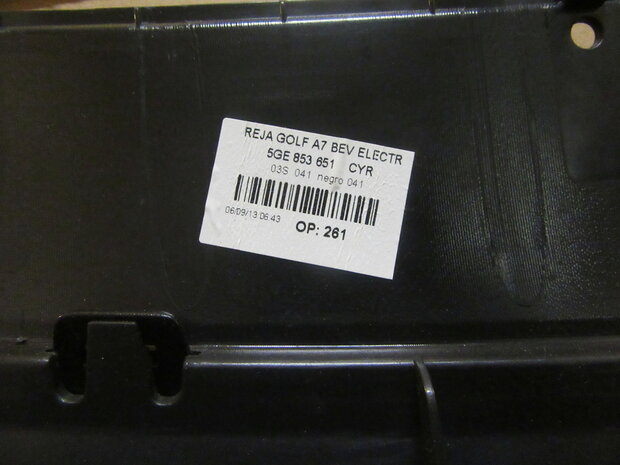 REJA GOLF A7 BEV ELECTR
5GE 853 651 CYR
03S 041 negro 041
06/09/13 06:43
OP: 261